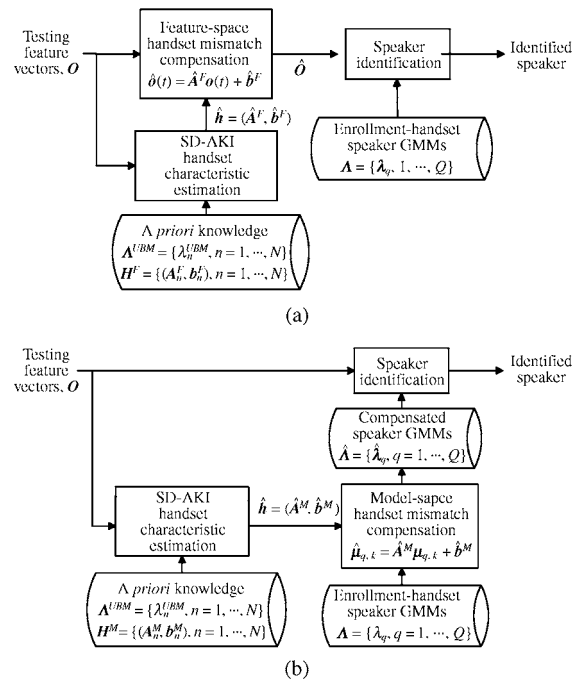 Testing
feature
vectors, O
Feature-space
handset mismatch
compensation
ô(t) = Â^F o(t) + b̂^F
Ô
Speaker
identification
Identified
speaker
ĥ = (Â^F, b̂^F)
SD-AKI
handset
characteristic
estimation
Enrollment-handset
speaker GMMs
Λ = {λ_q, 1, ···, Q}
A priori knowledge
Λ^UBM = {λ_n^UBM, n = 1, ···, N}
H^F = {(A_n^F, b_n^F), n = 1, ···, N}
(a)
Testing
feature
vectors, O
Speaker
identification
Identified
speaker
Compensated
speaker GMMs
Λ̂ = {λ̂_q, q = 1, ···, Q}
SD-AKI
handset
characteristic
estimation
ĥ = (Â^M, b̂^M)
Model-sapce
handset mismatch
compensation
μ̂_q,k = Â^M μ_q,k + b̂^M
A priori knowledge
Λ^UBM = {λ_n^UBM, n = 1, ···, N}
H^M = {(A_n^M, b_n^M), n = 1, ···, N}
Enrollment-handset
speaker GMMs
Λ = {λ_q, q = 1, ···, Q}
(b)